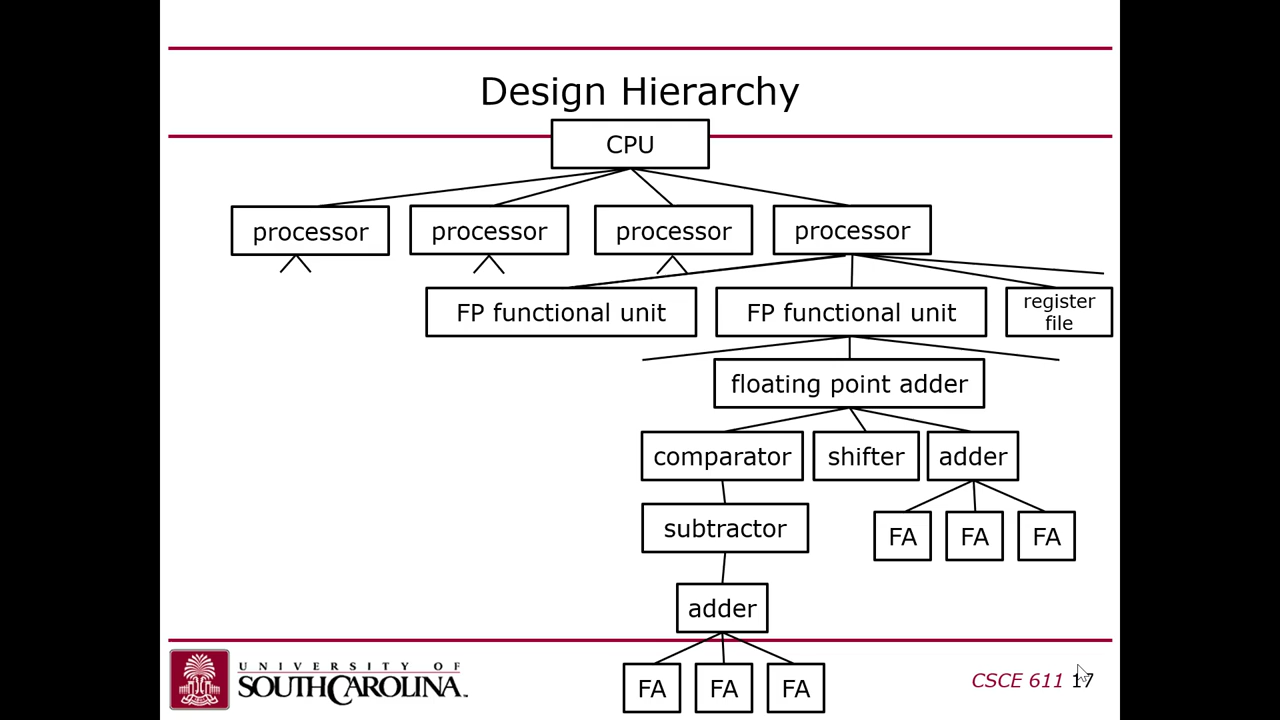 Design Hierarchy
CPU
processor
processor
processor
processor
FP functional unit
FP functional unit
register
file
floating point adder
comparator
shifter
adder
subtractor
FA
FA
FA
adder
FA
FA
FA
UNIVERSITY OF
SOUTH CAROLINA
CSCE 611 17